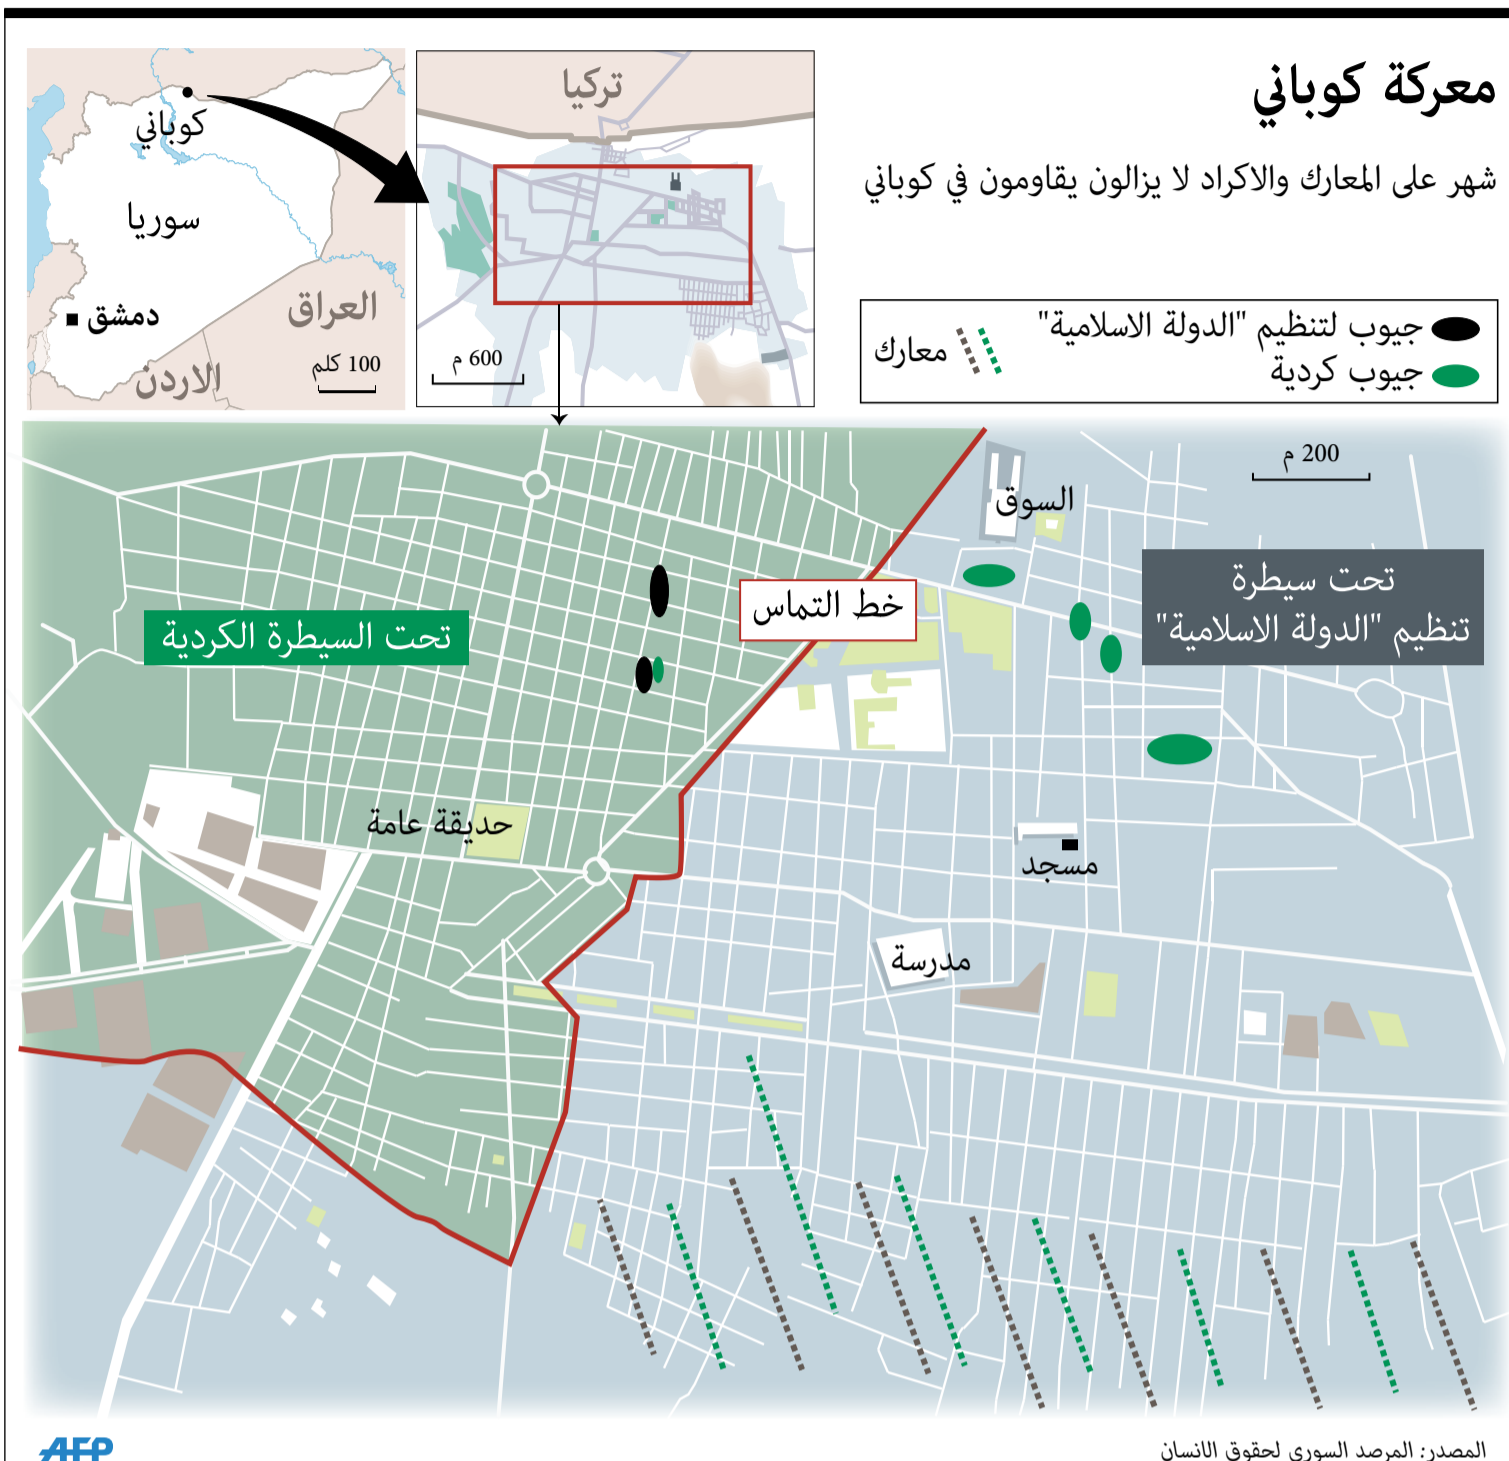 معركة كوباني
شهر على المعارك والاكراد لا يزالون يقاومون في كوباني
جيوب لتنظيم "الدولة الاسلامية"
جيوب كردية
معارك
تركيا
600 م
كوباني
سوريا
دمشق
العراق
الاردن
100 كلم
200 م
السوق
تحت سيطرة
تنظيم "الدولة الاسلامية"
خط التماس
تحت السيطرة الكردية
حديقة عامة
مسجد
مدرسة
المصدر: المرصد السوري لحقوق الانسان
AFP